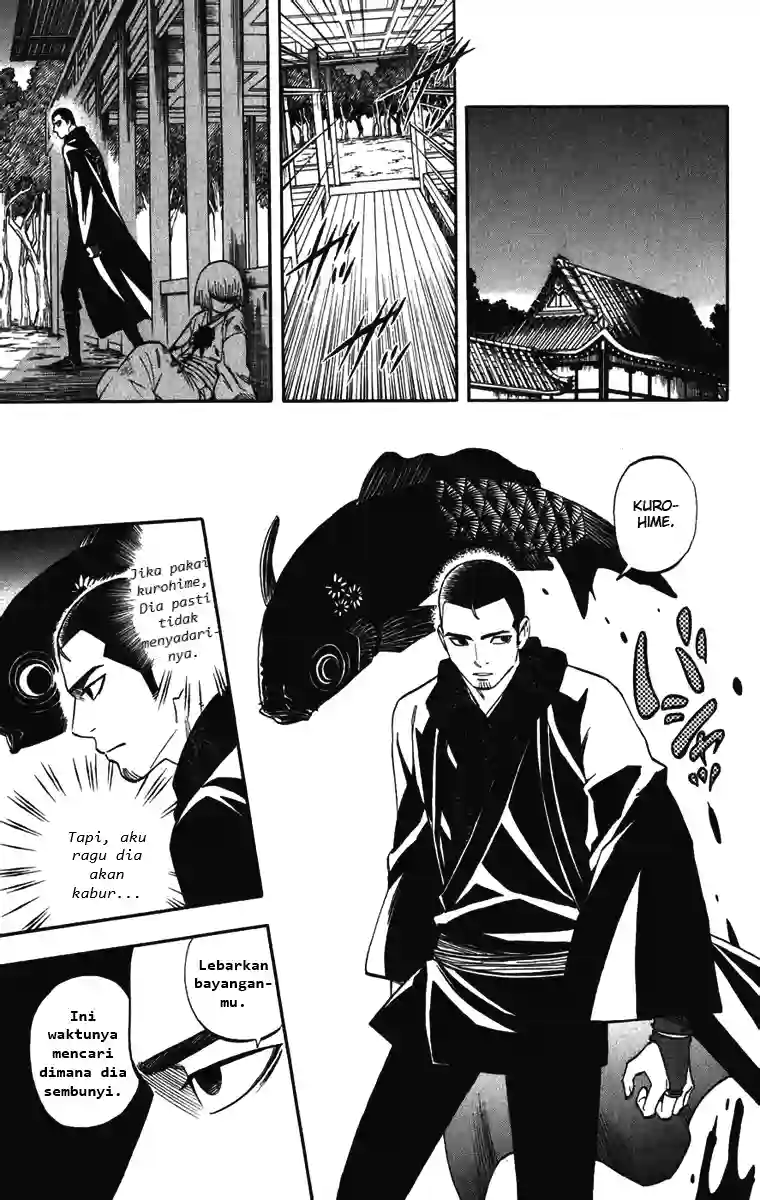 KURO-
HIME.
Jika pakai
kurohime,
Dia pasti
tidak
menyadari-
nya.
Tapi, aku
ragu dia
akan
kabur...
Lebarkan
bayangan-
mu.
Ini
waktunya
mencari
dimana dia
sembunyi.